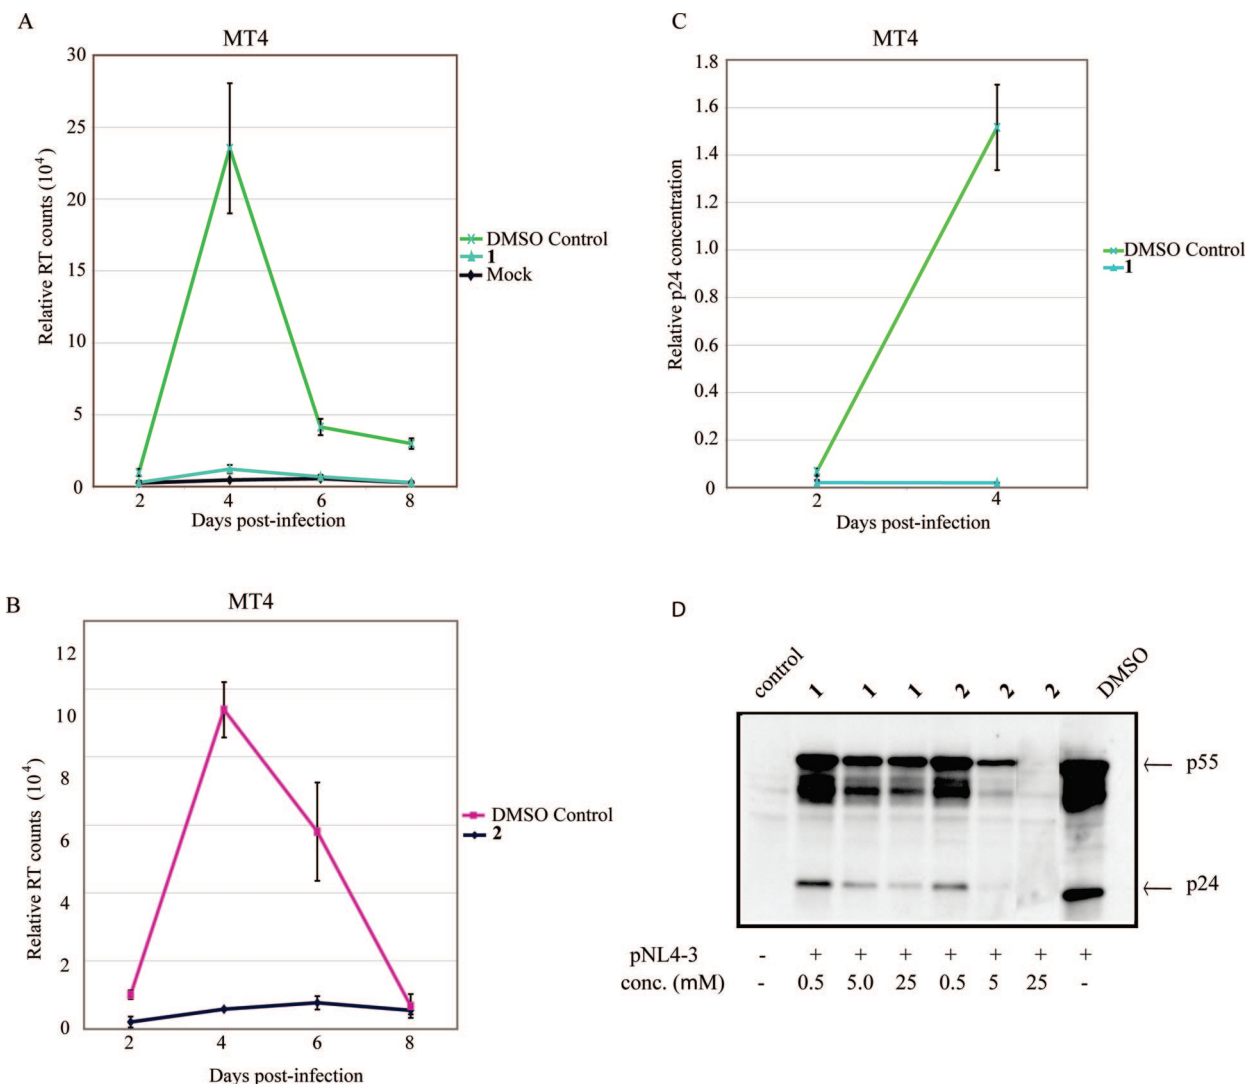 A
MT4
30
25
20
15
10
5
0
2
4
6
8
Relative RT counts (10⁴)
Days post-infection
DMSO Control
1
Mock
C
MT4
1.8
1.6
1.4
1.2
1.0
1.8
1.6
0.4
0.2
0
2
4
Relative p24 concentration
Days post-infection
DMSO Control
1
B
MT4
12
10
8
6
4
2
0
2
4
6
8
Relative RT counts (10⁴)
Days post-infection
DMSO Control
2
D
control 1 1 1 2 2 2 DMSO
p55
p24
pNL4-3 - + + + + + + +
conc. (mM) - 0.5 5.0 25 0.5 5 25 -